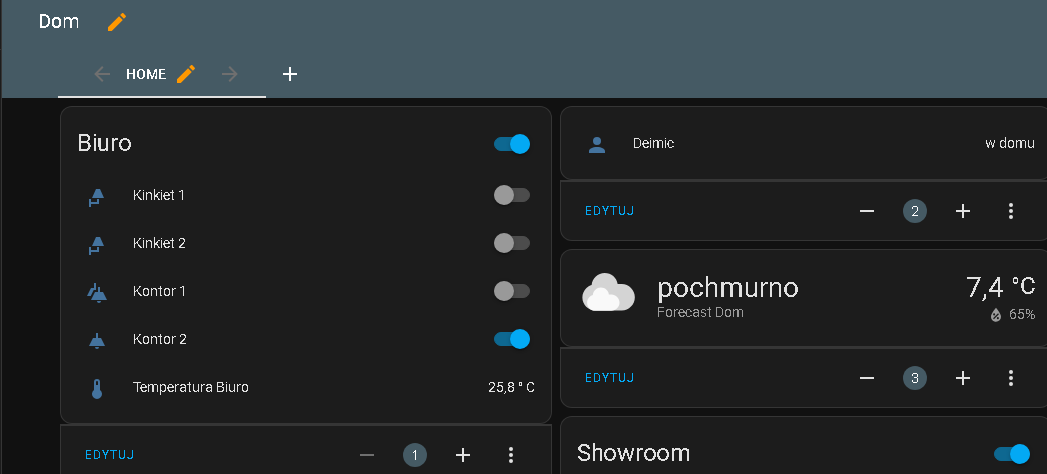 Dom
HOME
Biuro
Kinkiet 1
Kinkiet 2
Kontor 1
Kontor 2
Temperatura Biuro 25,8 ° C
EDYTUJ 1
Deimic w domu
EDYTUJ 2
pochmurno 7,4 °C
Forecast Dom 65%
EDYTUJ 3
Showroom